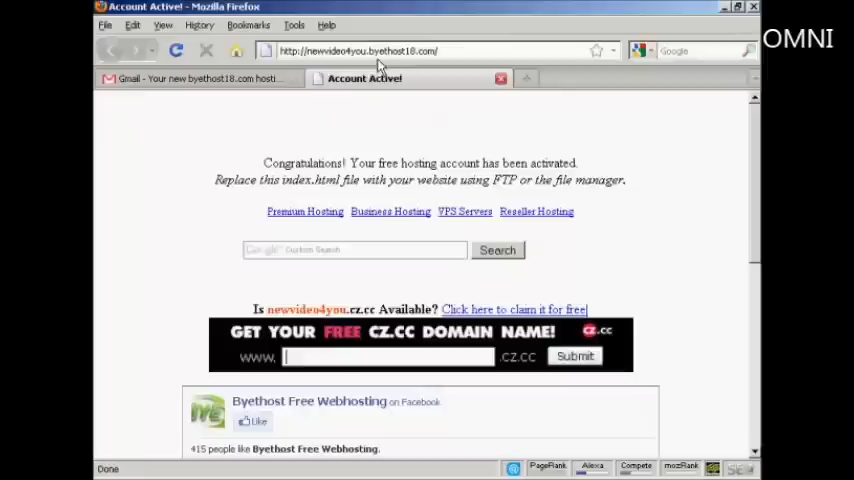 Account Active! - Mozilla Firefox
OMNI
File Edit View History Bookmarks Tools Help
http://newvideo4you.byethost18.com/
Google
Gmail - Your new byethost18.com hosti...
Account Active!
Congratulations! Your free hosting account has been activated.
Replace this index.html file with your website using FTP or the file manager.
Premium Hosting Business Hosting VPS Servers Reseller Hosting
Google™ Custom Search Search
Is newvideo4you.cz.cc Available? Click here to claim it for free|
GET YOUR FREE CZ.CC DOMAIN NAME! cz.cc
www. .CZ.CC Submit
Byethost Free Webhosting on Facebook
Like
415 people like Byethost Free Webhosting.
Done PageRank Alexa Compete mozRank